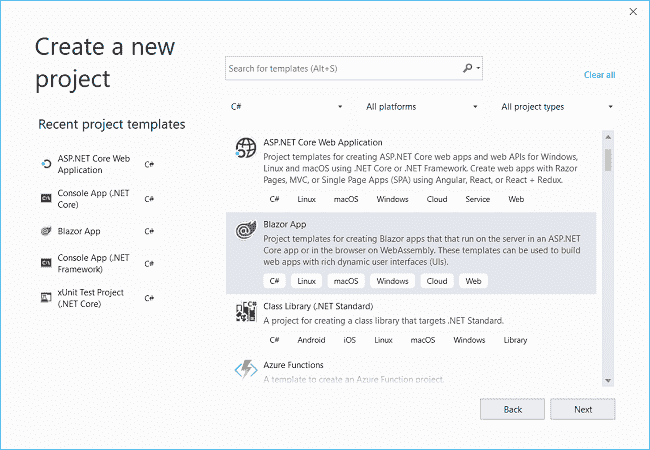 Create a new
project
Search for templates (Alt+S)
Clear all
C#
All platforms
All project types
Recent project templates
ASP.NET Core Web
Application
C#
Console App (.NET
Core)
C#
Blazor App
C#
Console App (.NET
Framework)
C#
xUnit Test Project
(.NET Core)
C#
ASP.NET Core Web Application
Project templates for creating ASP.NET Core web apps and web APIs for Windows,
Linux and macOS using .NET Core or .NET Framework. Create web apps with Razor
Pages, MVC, or Single Page Apps (SPA) using Angular, React, or React + Redux.
C# Linux macOS Windows Cloud Service Web
Blazor App
Project templates for creating Blazor apps that that run on the server in an ASP.NET
Core app or in the browser on WebAssembly. These templates can be used to build
web apps with rich dynamic user interfaces (UIs).
C# Linux macOS Windows Cloud Web
Class Library (.NET Standard)
A project for creating a class library that targets .NET Standard.
C# Android iOS Linux macOS Windows Library
Azure Functions
A template to create an Azure Function project.
Back
Next